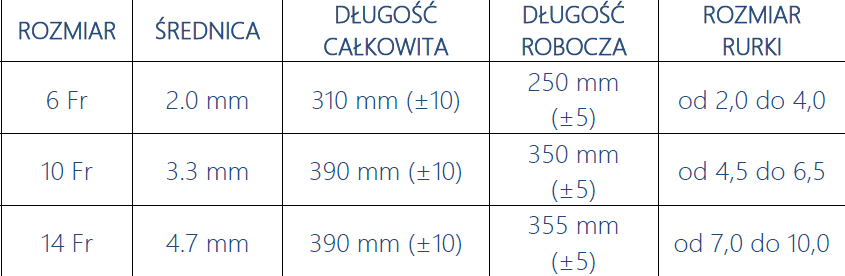 ROZMIAR ŚREDNICA DŁUGOŚĆ CAŁKOWITA DŁUGOŚĆ ROBOCZA ROZMIAR RURKI
6 Fr 2.0 mm 310 mm (±10) 250 mm (±5) od 2,0 do 4,0
10 Fr 3.3 mm 390 mm (±10) 350 mm (±5) od 4,5 do 6,5
14 Fr 4.7 mm 390 mm (±10) 355 mm (±5) od 7,0 do 10,0